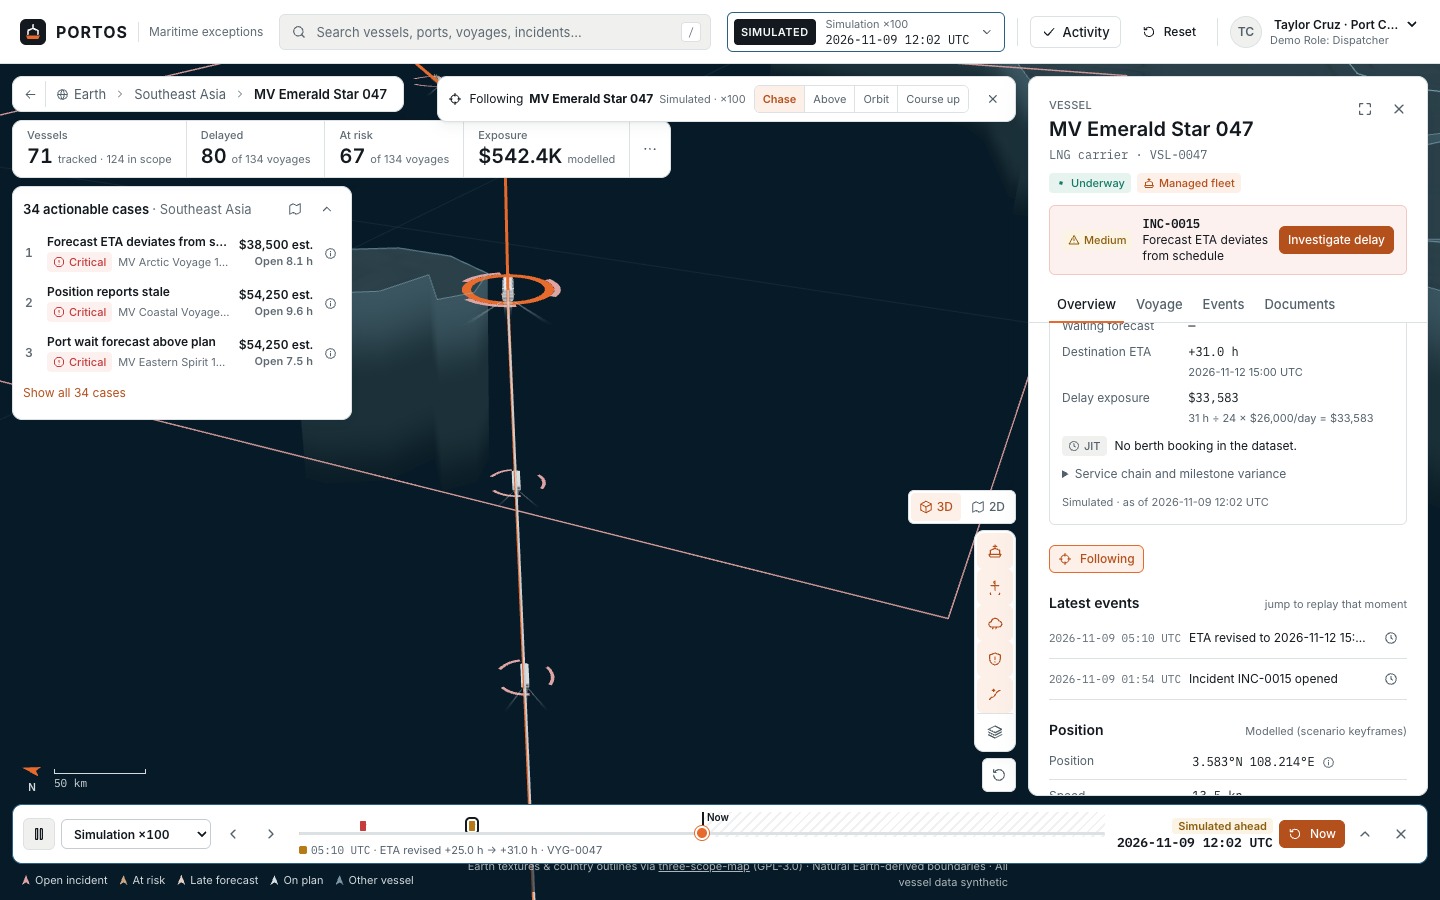 PORTOS
Maritime exceptions
Search vessels, ports, voyages, incidents...
/
SIMULATED
Simulation ×100
2026-11-09 12:02 UTC
Activity
Reset
TC
Taylor Cruz · Port C...
Demo Role: Dispatcher
Earth
Southeast Asia
MV Emerald Star 047
Following MV Emerald Star 047 Simulated · ×100
Chase
Above
Orbit
Course up
Vessels
71 tracked · 124 in scope
Delayed
80 of 134 voyages
At risk
67 of 134 voyages
Exposure
$542.4K modelled
...
34 actionable cases · Southeast Asia
1
Forecast ETA deviates from s...
Critical
MV Arctic Voyage 1...
$38,500 est.
Open 8.1 h
2
Position reports stale
Critical
MV Coastal Voyage...
$54,250 est.
Open 9.6 h
3
Port wait forecast above plan
Critical
MV Eastern Spirit 1...
$54,250 est.
Open 7.5 h
Show all 34 cases
3D
2D
N
50 km
VESSEL
MV Emerald Star 047
LNG carrier · VSL-0047
Underway
Managed fleet
Medium
INC-0015
Forecast ETA deviates
from schedule
Investigate delay
Overview
Voyage
Events
Documents
Waiting forecast
–
Destination ETA
+31.0 h
2026-11-12 15:00 UTC
Delay exposure
$33,583
31 h ÷ 24 × $26,000/day = $33,583
JIT
No berth booking in the dataset.
Service chain and milestone variance
Simulated · as of 2026-11-09 12:02 UTC
Following
Latest events
jump to replay that moment
2026-11-09 05:10 UTC ETA revised to 2026-11-12 15:...
2026-11-09 01:54 UTC Incident INC-0015 opened
Position
Modelled (scenario keyframes)
Position
3.583°N 108.214°E
Speed
13.5 kn
Simulation ×100
Now
05:10 UTC · ETA revised +25.0 h → +31.0 h · VYG-0047
Simulated ahead
2026-11-09 12:02 UTC
Now
Open incident
At risk
Late forecast
On plan
Other vessel
Earth textures & country outlines via three-scope-map (GPL-3.0) · Natural Earth-derived boundaries · All
vessel data synthetic